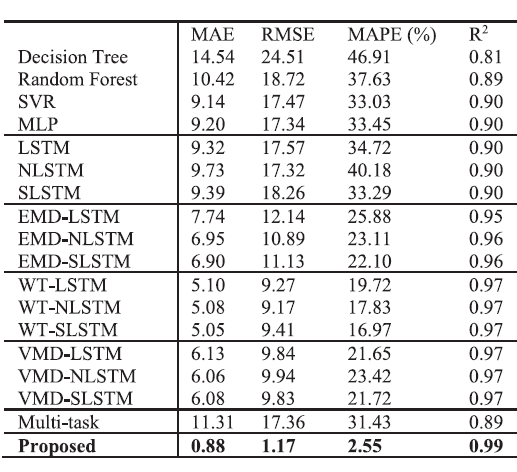 MAE RMSE MAPE (%) R²
Decision Tree 14.54 24.51 46.91 0.81
Random Forest 10.42 18.72 37.63 0.89
SVR 9.14 17.47 33.03 0.90
MLP 9.20 17.34 33.45 0.90
LSTM 9.32 17.57 34.72 0.90
NLSTM 9.73 17.32 40.18 0.90
SLSTM 9.39 18.26 33.29 0.90
EMD-LSTM 7.74 12.14 25.88 0.95
EMD-NLSTM 6.95 10.89 23.11 0.96
EMD-SLSTM 6.90 11.13 22.10 0.96
WT-LSTM 5.10 9.27 19.72 0.97
WT-NLSTM 5.08 9.17 17.83 0.97
WT-SLSTM 5.05 9.41 16.97 0.97
VMD-LSTM 6.13 9.84 21.65 0.97
VMD-NLSTM 6.06 9.94 23.42 0.97
VMD-SLSTM 6.08 9.83 21.72 0.97
Multi-task 11.31 17.36 31.43 0.89
Proposed 0.88 1.17 2.55 0.99